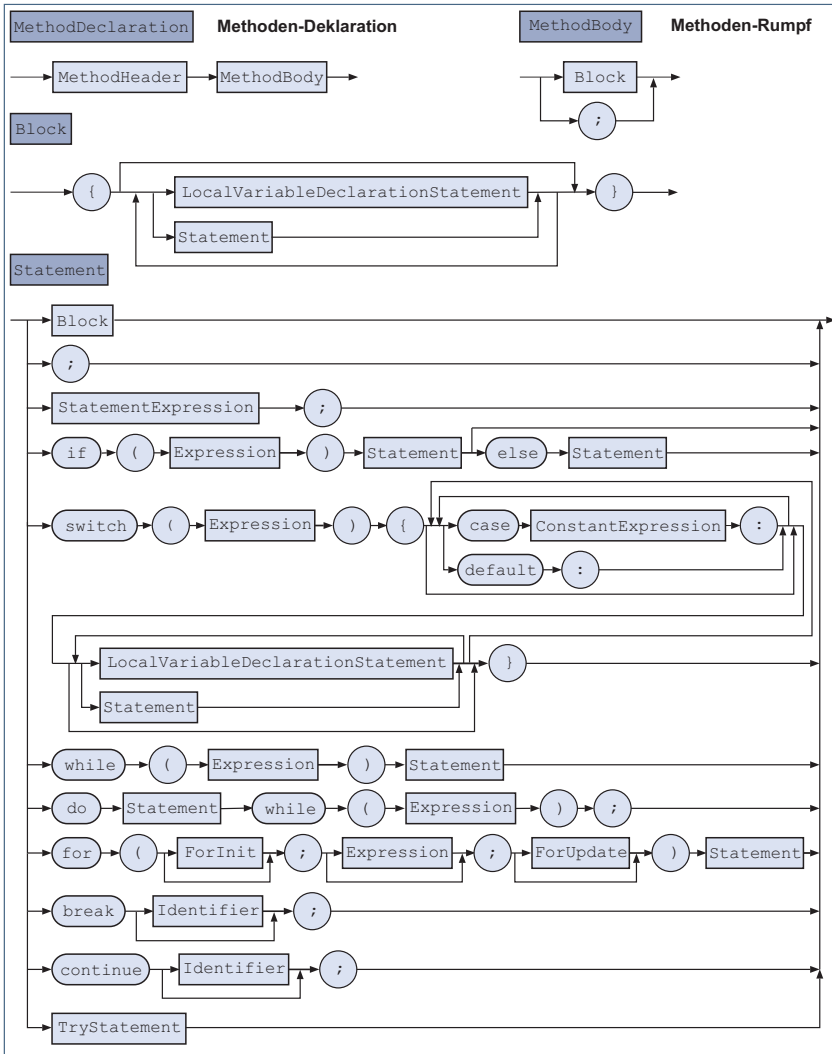 MethodDeclaration Methoden-Deklaration MethodBody Methoden-Rumpf
MethodHeader MethodBody Block
;
Block
{ LocalVariableDeclarationStatement }
Statement
Statement
Block
;
StatementExpression ;
if ( Expression ) Statement else Statement
switch ( Expression ) { case ConstantExpression :
default :
LocalVariableDeclarationStatement }
Statement
while ( Expression ) Statement
do Statement while ( Expression ) ;
for ( ForInit ; Expression ; ForUpdate ) Statement
break Identifier ;
continue Identifier ;
TryStatement